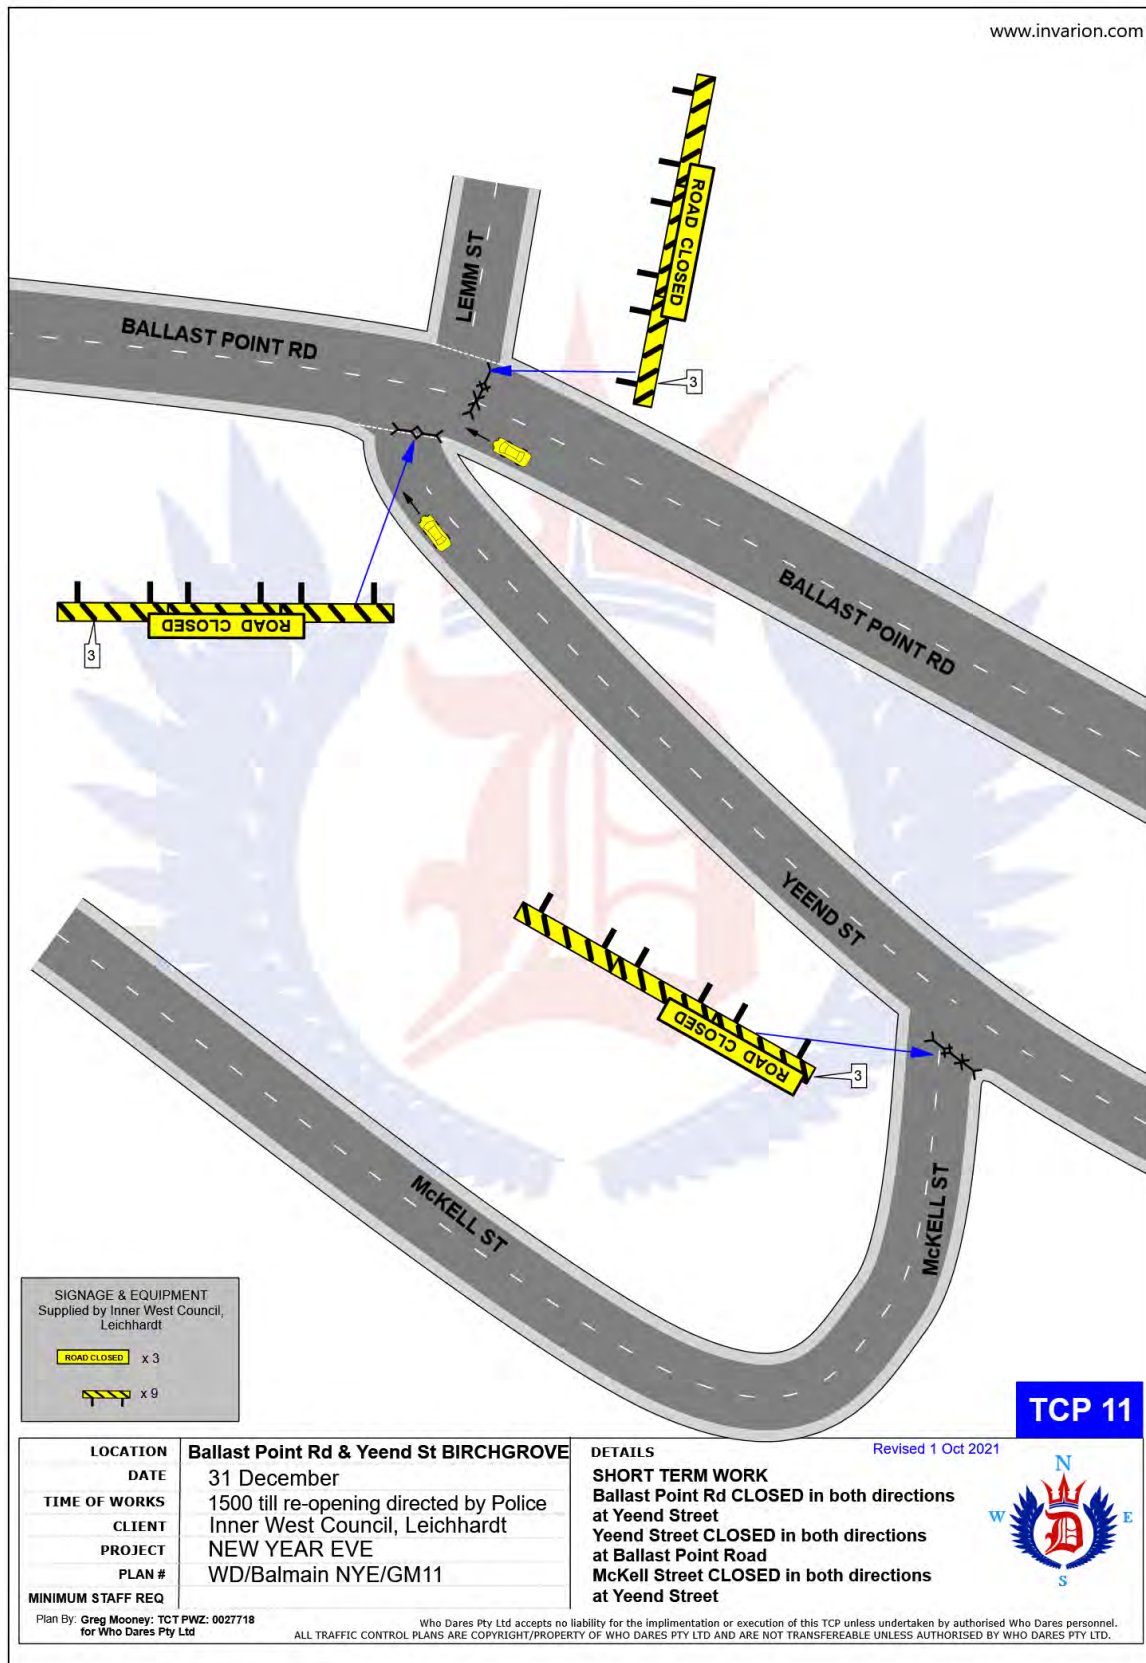 www.invarion.com
ROAD CLOSED
3
LEMM ST
BALLAST POINT RD
ROAD CLOSED
3
BALLAST POINT RD
YEEND ST
ROAD CLOSED
3
McKELL ST
McKELL ST
SIGNAGE & EQUIPMENT
Supplied by Inner West Council,
Leichhardt
ROAD CLOSED x 3
x 9
TCP 11
LOCATION Ballast Point Rd & Yeend St BIRCHGROVE
DATE 31 December
TIME OF WORKS 1500 till re-opening directed by Police
CLIENT Inner West Council, Leichhardt
PROJECT NEW YEAR EVE
PLAN # WD/Balmain NYE/GM11
MINIMUM STAFF REQ
DETAILS
Revised 1 Oct 2021
SHORT TERM WORK
Ballast Point Rd CLOSED in both directions
at Yeend Street
Yeend Street CLOSED in both directions
at Ballast Point Road
McKell Street CLOSED in both directions
at Yeend Street
N
W E
D
S
Plan By: Greg Mooney: TCT PWZ: 0027718
for Who Dares Pty Ltd
Who Dares Pty Ltd accepts no liability for the implimentation or execution of this TCP unless undertaken by authorised Who Dares personnel.
ALL TRAFFIC CONTROL PLANS ARE COPYRIGHT/PROPERTY OF WHO DARES PTY LTD AND ARE NOT TRANSFEREABLE UNLESS AUTHORISED BY WHO DARES PTY LTD.